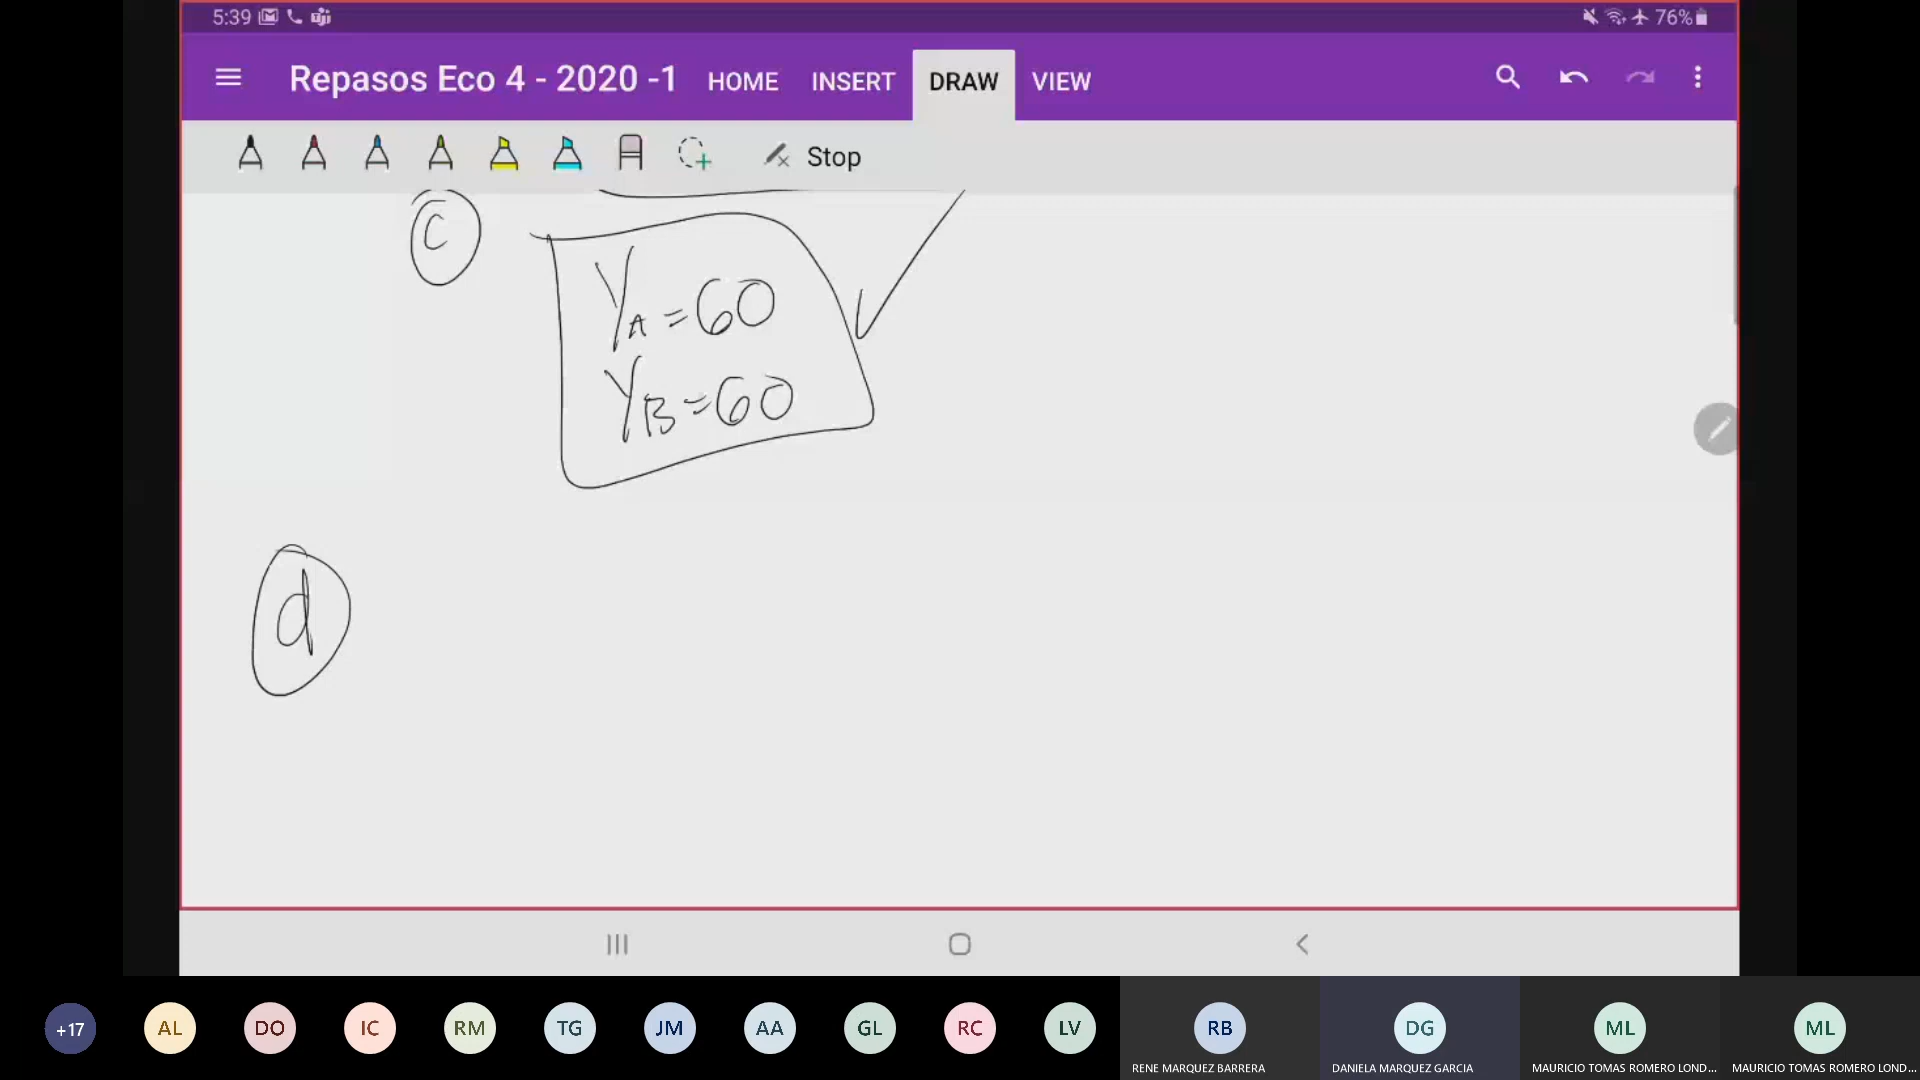 5:39 76%
Repasos Eco 4 - 2020 -1 HOME INSERT DRAW VIEW
Stop
c
Y_A = 60
Y_B = 60
d
+17 AL DO IC RM TG JM AA GL RC LV RB DG ML ML
RENE MARQUEZ BARRERA DANIELA MARQUEZ GARCIA MAURICIO TOMAS ROMERO LOND... MAURICIO TOMAS ROMERO LOND...